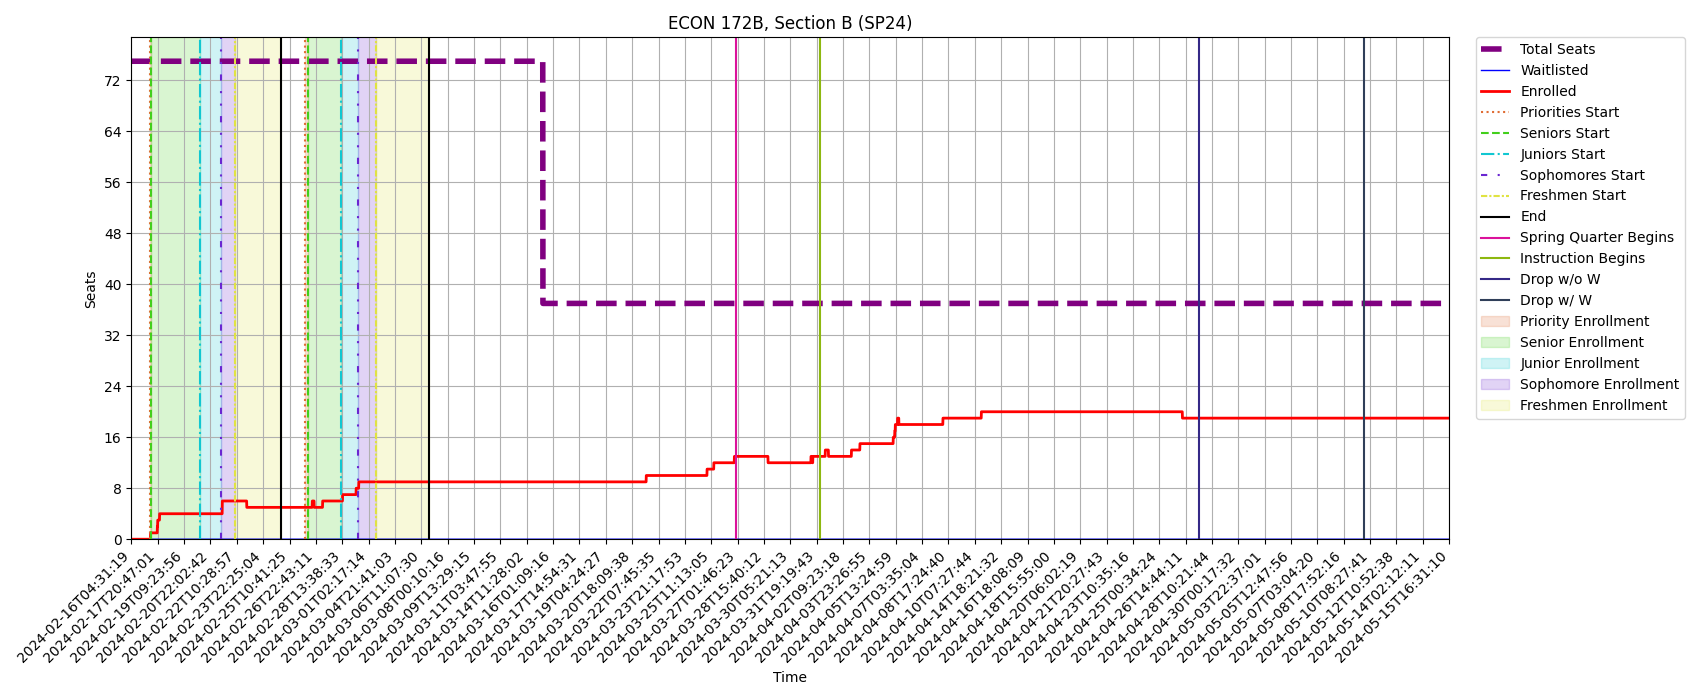 ECON 172B, Section B (SP24)
Seats
72
64
56
48
40
32
24
16
8
0
2024-02-16T04:31:19
2024-02-17T20:47:01
2024-02-19T09:23:56
2024-02-20T22:02:42
2024-02-22T10:28:57
2024-02-23T22:25:04
2024-02-25T10:41:25
2024-02-26T22:43:11
2024-02-28T13:38:33
2024-03-01T02:17:14
2024-03-04T21:41:03
2024-03-06T11:07:30
2024-03-08T00:10:16
2024-03-09T13:29:15
2024-03-11T03:47:55
2024-03-14T11:28:02
2024-03-16T01:09:16
2024-03-17T14:54:31
2024-03-19T04:24:27
2024-03-20T18:09:38
2024-03-22T07:45:35
2024-03-23T21:17:53
2024-03-25T11:13:05
2024-03-27T01:46:23
2024-03-28T15:40:12
2024-03-30T05:21:13
2024-03-31T19:19:43
2024-04-02T09:23:18
2024-04-03T23:26:55
2024-04-05T13:24:59
2024-04-07T03:35:04
2024-04-08T17:24:40
2024-04-10T07:27:44
2024-04-14T18:21:32
2024-04-16T18:08:09
2024-04-18T15:55:00
2024-04-20T06:02:19
2024-04-21T20:27:43
2024-04-23T10:35:16
2024-04-25T00:34:24
2024-04-26T14:44:11
2024-04-28T10:21:44
2024-04-30T00:17:32
2024-05-03T22:37:01
2024-05-05T12:47:56
2024-05-07T03:04:20
2024-05-08T17:52:16
2024-05-10T08:27:41
2024-05-12T10:52:38
2024-05-14T02:12:11
2024-05-15T16:31:10
Time
Total Seats
Waitlisted
Enrolled
Priorities Start
Seniors Start
Juniors Start
Sophomores Start
Freshmen Start
End
Spring Quarter Begins
Instruction Begins
Drop w/o W
Drop w/ W
Priority Enrollment
Senior Enrollment
Junior Enrollment
Sophomore Enrollment
Freshmen Enrollment